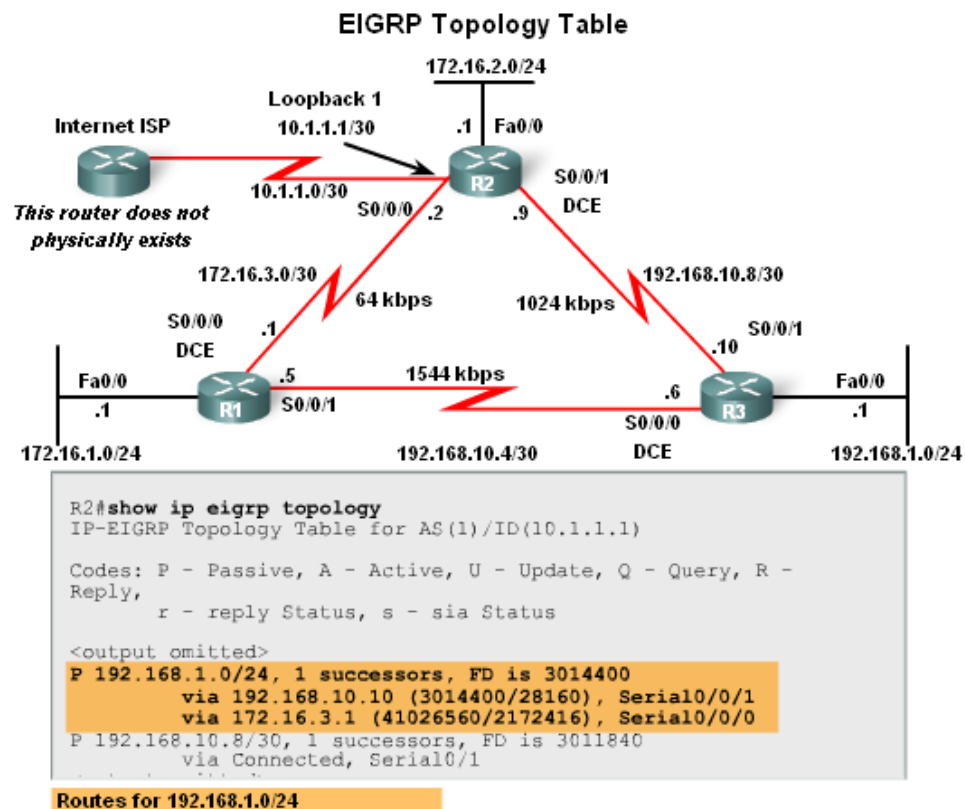 EIGRP Topology Table
172.16.2.0/24
Loopback 1
10.1.1.1/30
Internet ISP
.1
Fa0/0
R2
S0/0/1
DCE
10.1.1.0/30
This router does not
physically exists
S0/0/0
.2
.9
172.16.3.0/30
64 kbps
192.168.10.8/30
1024 kbps
S0/0/0
DCE
.1
S0/0/1
.10
Fa0/0
.1
R1
.5
S0/0/1
1544 kbps
.6
S0/0/0
DCE
R3
Fa0/0
.1
172.16.1.0/24
192.168.10.4/30
192.168.1.0/24
R2#show ip eigrp topology
IP-EIGRP Topology Table for AS(1)/ID(10.1.1.1)
Codes: P - Passive, A - Active, U - Update, Q - Query, R -
Reply,
r - reply Status, s - sia Status
<output omitted>
P 192.168.1.0/24, 1 successors, FD is 3014400
via 192.168.10.10 (3014400/28160), Serial0/0/1
via 172.16.3.1 (41026560/2172416), Serial0/0/0
P 192.168.10.8/30, 1 successors, FD is 3011840
via Connected, Serial0/1
Routes for 192.168.1.0/24